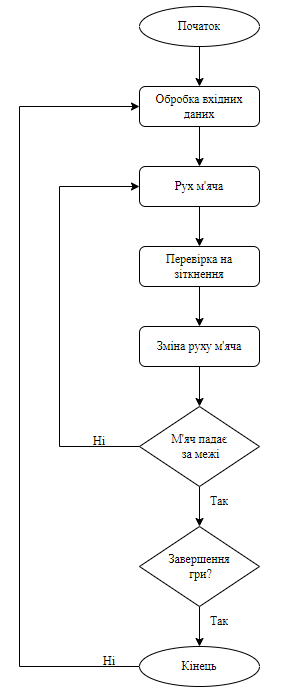 Початок
Обробка вхідних
даних
Рух м'яча
Перевірка на
зіткнення
Зміна руху м'яча
М'яч падає
за межі
Ні
Так
Завершення
гри?
Так
Ні
Кінець